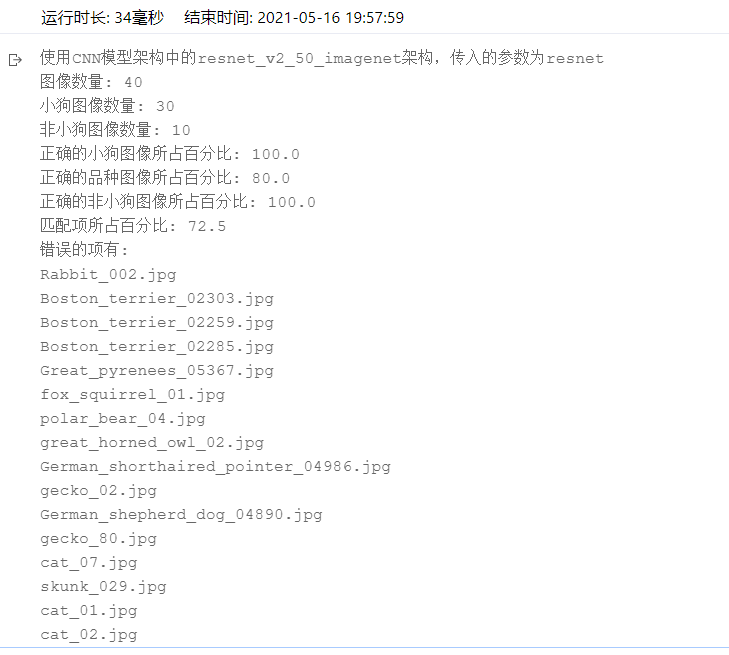 运行时长: 34毫秒 结束时间: 2021-05-16 19:57:59
使用CNN模型架构中的resnet_v2_50_imagenet架构，传入的参数为resnet
图像数量: 40
小狗图像数量: 30
非小狗图像数量: 10
正确的小狗图像所占百分比: 100.0
正确的品种图像所占百分比: 80.0
正确的非小狗图像所占百分比: 100.0
匹配项所占百分比: 72.5
错误的项有:
Rabbit_002.jpg
Boston_terrier_02303.jpg
Boston_terrier_02259.jpg
Boston_terrier_02285.jpg
Great_pyrenees_05367.jpg
fox_squirrel_01.jpg
polar_bear_04.jpg
great_horned_owl_02.jpg
German_shorthaired_pointer_04986.jpg
gecko_02.jpg
German_shepherd_dog_04890.jpg
gecko_80.jpg
cat_07.jpg
skunk_029.jpg
cat_01.jpg
cat_02.jpg